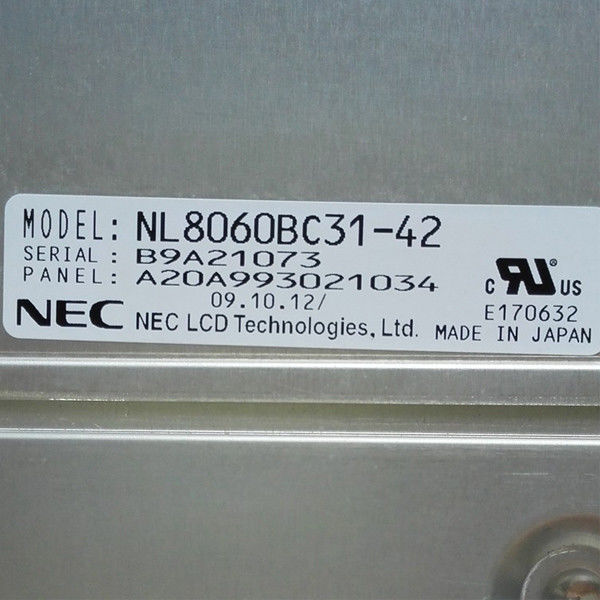 MODEL: NL8060BC31-42
SERIAL: B9A21073
PANEL: A20A993021034
09.10.12/
c RU® US
E170632
NEC NEC LCD Technologies, Ltd. MADE IN JAPAN